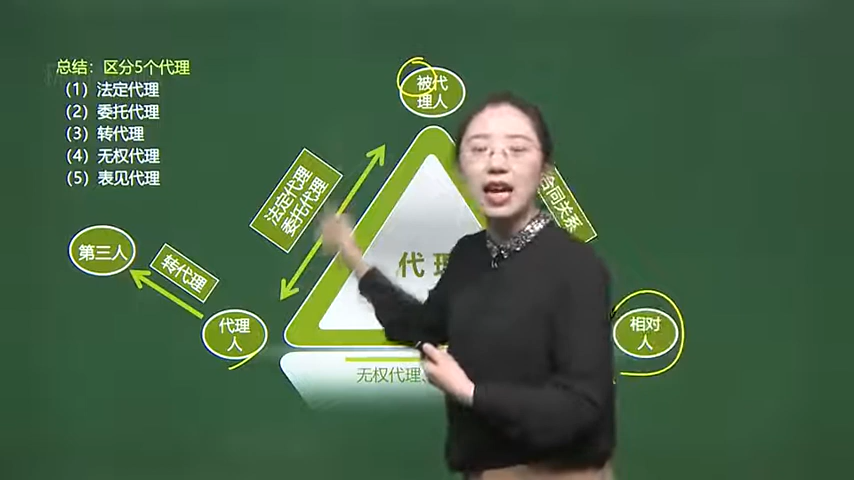 总结：区分5个代理
（1）法定代理
（2）委托代理
（3）转代理
（4）无权代理
（5）表见代理
被代
理人
法定代理
委托代理
合同关系
第三人
转代理
代理
代理
人
相对
人
无权代理、